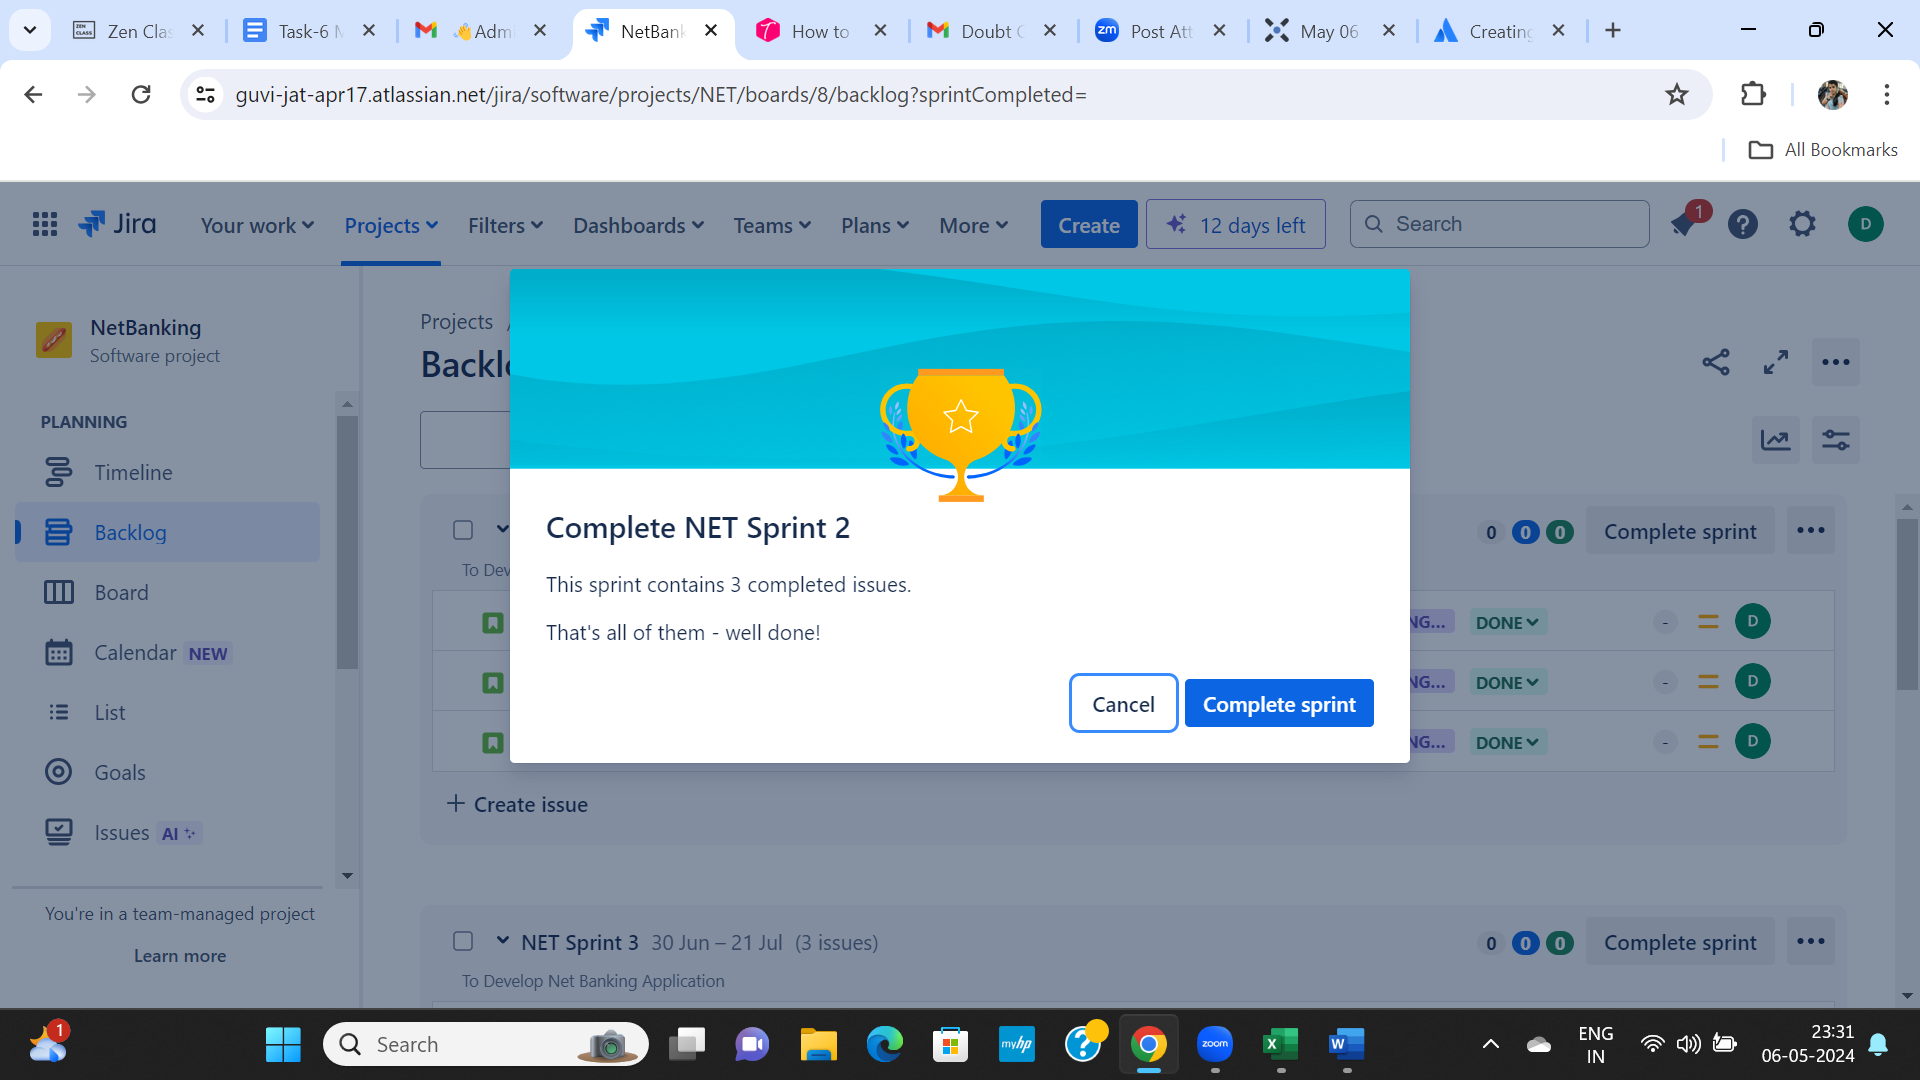 Zen Clas
Task-6 M
👋Admi
NetBank
How to
Doubt C
Post Att
May 06
Creating
guvi-jat-apr17.atlassian.net/jira/software/projects/NET/boards/8/backlog?sprintCompleted=
All Bookmarks
Jira
Your work
Projects
Filters
Dashboards
Teams
Plans
More
Create
12 days left
Search
1
D
NetBanking
Software project
PLANNING
Timeline
Backlog
Board
Calendar NEW
List
Goals
Issues AI
You're in a team-managed project
Learn more
Projects /
Backl
0 0 0 Complete sprint
To Dev
NG... DONE - D
NG... DONE - D
NG... DONE - D
+ Create issue
Complete NET Sprint 2
This sprint contains 3 completed issues.
That's all of them - well done!
Cancel
Complete sprint
NET Sprint 3 30 Jun – 21 Jul (3 issues)
0 0 0 Complete sprint
To Develop Net Banking Application
1
Search
myhp
zoom
ENG
IN
23:31
06-05-2024